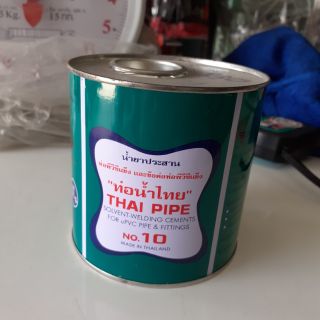 น้ำยาประสาน
ท่อพีวีซีแข็ง และข้อต่อท่อพีวีซีแข็ง
"ท่อน้ำไทย"
THAI PIPE
SOLVENT-WELDING CEMENTS
FOR uPVC PIPE & FITTINGS
NO. 10
MADE IN THAILAND
5